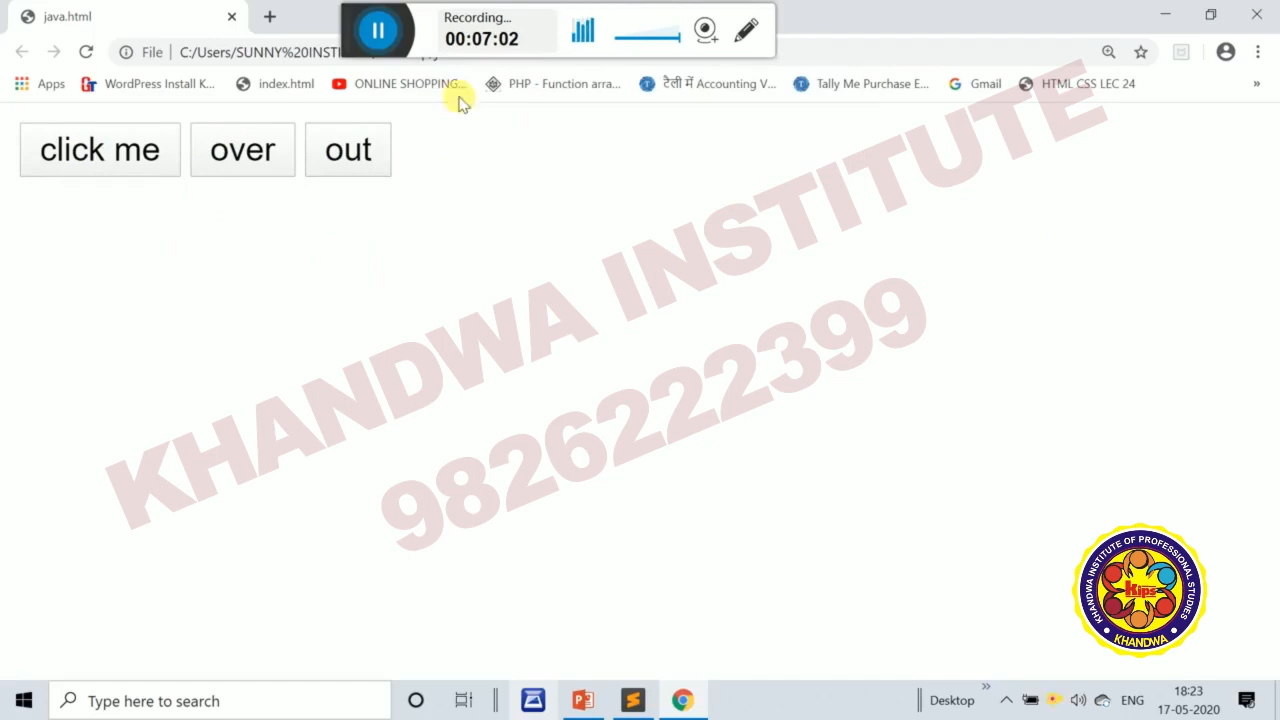 java.html
Recording...
00:07:02
File
C:/Users/SUNNY%20INSTI
Apps
WordPress Install K...
index.html
ONLINE SHOPPING...
PHP - Function arra...
टैली में Accounting V...
Tally Me Purchase E...
Gmail
HTML CSS LEC 24
»
click me
over
out
KHANDWA INSTITUTE
9826222399
KHANDWA INSTITUTE OF PROFESSIONAL STUDIES
Kips
KHANDWA
Type here to search
Desktop
»
ENG
18:23
17-05-2020